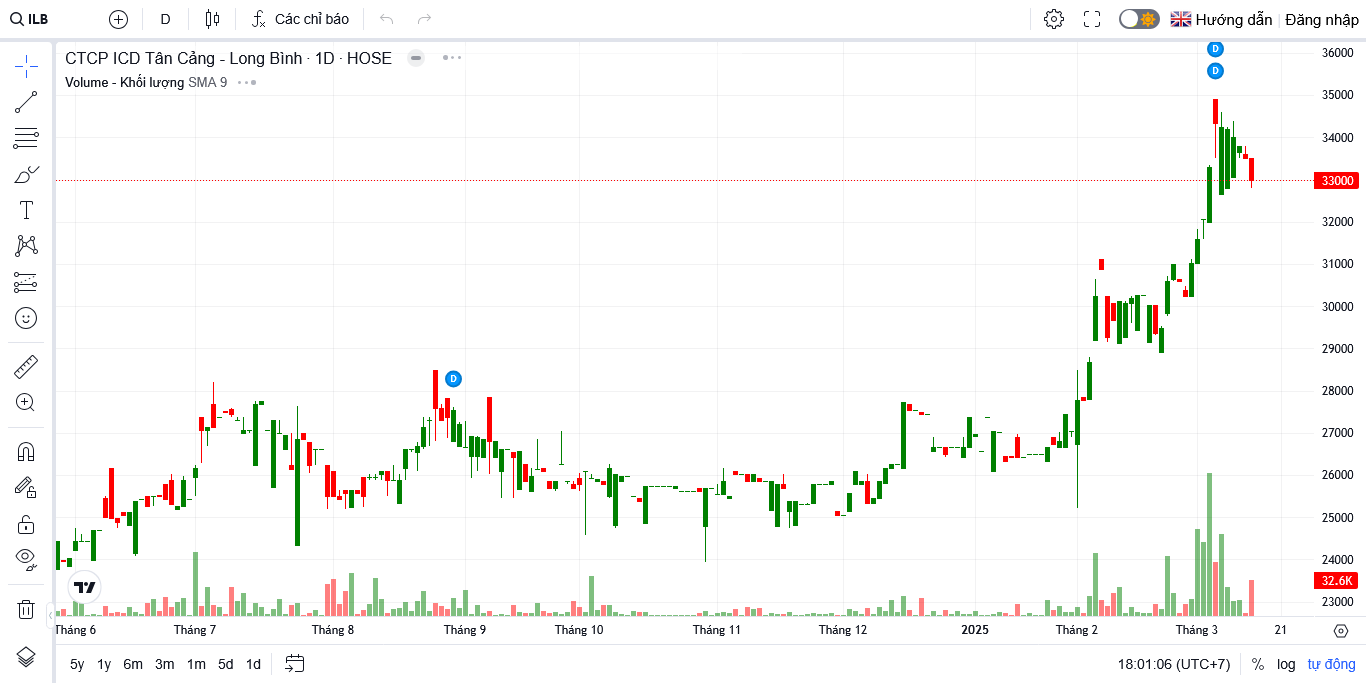 ILB D Các chỉ báo Hướng dẫn Đăng nhập
CTCP ICD Tân Cảng - Long Bình · 1D · HOSE
Volume - Khối lượng SMA 9
D
D
D
36000
35000
34000
33000
32000
31000
30000
29000
28000
27000
26000
25000
24000
32.6K
23000
Tháng 6 Tháng 7 Tháng 8 Tháng 9 Tháng 10 Tháng 11 Tháng 12 2025 Tháng 2 Tháng 3 21
5y 1y 6m 3m 1m 5d 1d 18:01:06 (UTC+7) % log tự động